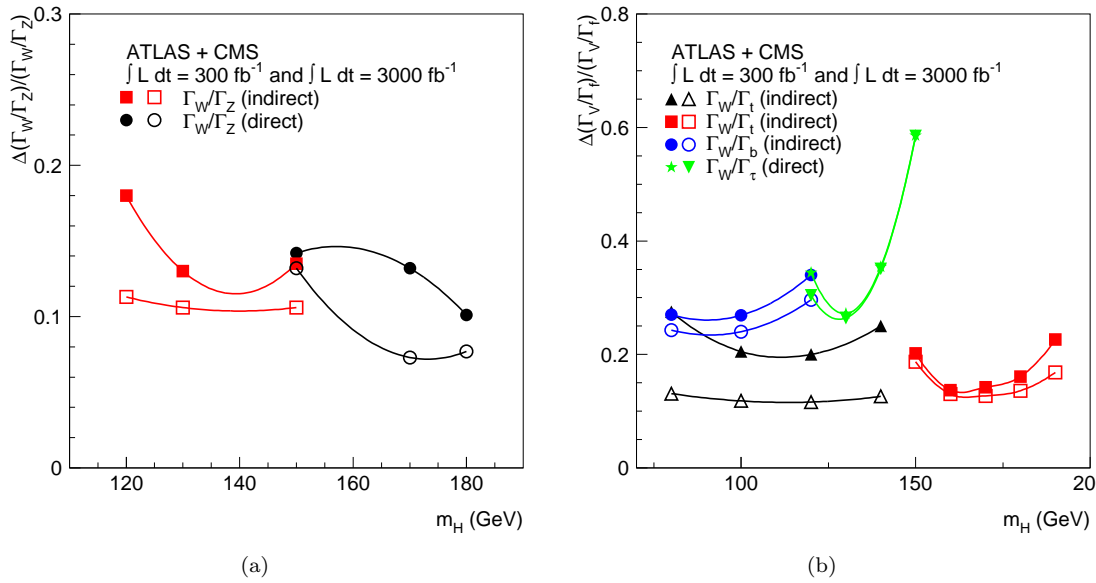 Δ(Γ_W/Γ_Z)/(Γ_W/Γ_Z)
0.3
0.2
0.1
0
ATLAS + CMS
∫ L dt = 300 fb⁻¹ and ∫ L dt = 3000 fb⁻¹
Γ_W/Γ_Z (indirect)
Γ_W/Γ_Z (direct)
120 140 160 180
m_H (GeV)
(a)
Δ(Γ_V/Γ_f)/(Γ_V/Γ_f)
0.8
0.6
0.4
0.2
0
ATLAS + CMS
∫ L dt = 300 fb⁻¹ and ∫ L dt = 3000 fb⁻¹
Γ_W/Γ_t (indirect)
Γ_W/Γ_t (indirect)
Γ_W/Γ_b (indirect)
Γ_W/Γ_τ (direct)
100 150 20
m_H (GeV)
(b)